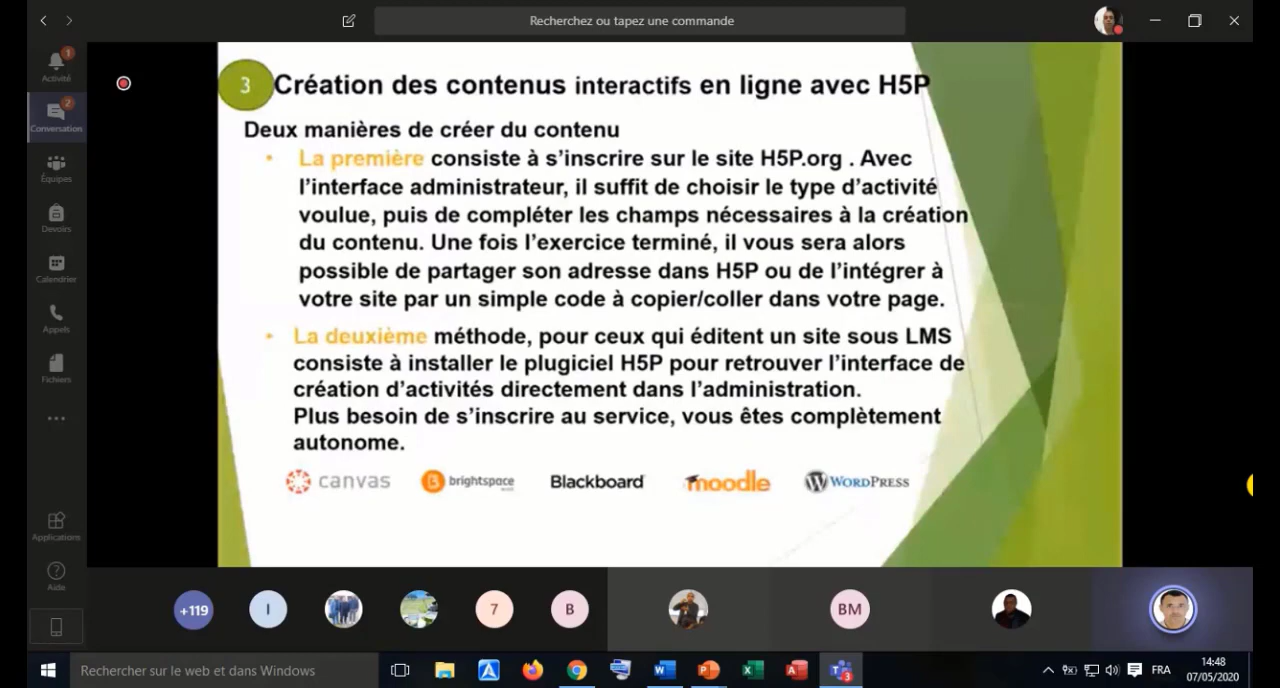 Recherchez ou tapez une commande
Activité
1
Conversation
2
Équipes
Devoirs
Calendrier
Appels
Fichiers
Applications
Aide
3
Création des contenus interactifs en ligne avec H5P
Deux manières de créer du contenu
• La première consiste à s’inscrire sur le site H5P.org . Avec
l’interface administrateur, il suffit de choisir le type d’activité
voulue, puis de compléter les champs nécessaires à la création
du contenu. Une fois l’exercice terminé, il vous sera alors
possible de partager son adresse dans H5P ou de l’intégrer à
votre site par un simple code à copier/coller dans votre page.
• La deuxième méthode, pour ceux qui éditent un site sous LMS
consiste à installer le plugiciel H5P pour retrouver l’interface de
création d’activités directement dans l’administration.
Plus besoin de s’inscrire au service, vous êtes complètement
autonome.
canvas brightspace Blackboard moodle WORDPRESS
+119 I 7 B BM
Rechercher sur le web et dans Windows
3
FRA
14:48
07/05/2020